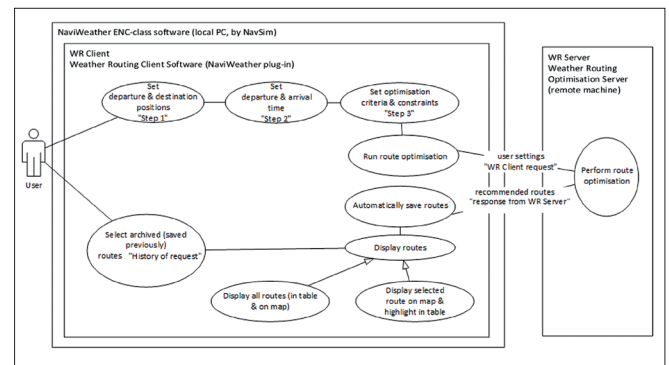 NaviWeather ENC-class software (local PC, by NavSim)
WR Client
Weather Routing Client Software (NaviWeather plug-in)
WR Server
Weather Routing
Optimisation Server
(remote machine)
Set
departure & destination
positions
"Step 1"
Set
departure & arrival
time
"Step 2"
Set optimisation
criteria & constraints
"Step 3"
Run route optimisation
user settings
"WR Client request"
Perform route
optimisation
recommended routes
"response from WR Server"
User
Automatically save routes
Select archived (saved
previously)
routes "History of request"
Display routes
Display all routes (in table
& on map)
Display selected
route on map &
highlight in table